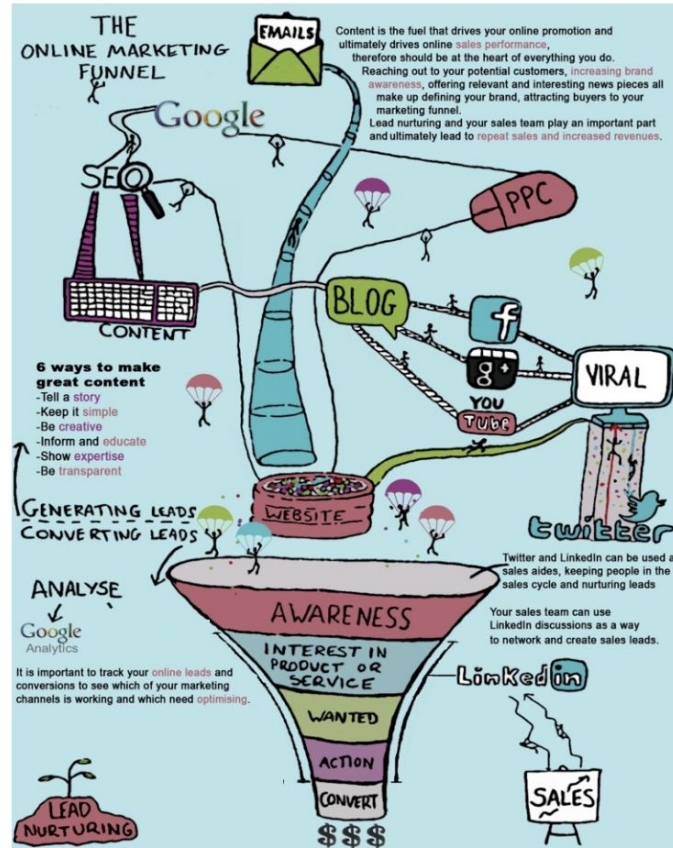 THE
ONLINE MARKETING
FUNNEL
EMAILS
Content is the fuel that drives your online promotion and
ultimately drives online sales performance,
therefore should be at the heart of everything you do.
Reaching out to your potential customers, increasing brand
awareness, offering relevant and interesting news pieces all
make up defining your brand, attracting buyers to your
marketing funnel.
Lead nurturing and your sales team play an important part
and ultimately lead to repeat sales and increased revenues.
Google
SEO
PPC
CONTENT
BLOG
f
g+
YOU
TUBE
VIRAL
6 ways to make
great content
-Tell a story
-Keep it simple
-Be creative
-Inform and educate
-Show expertise
-Be transparent
WEBSITE
twitter
GENERATING LEADS
CONVERTING LEADS
Twitter and LinkedIn can be used a
sales aides, keeping people in the
sales cycle and nurturing leads
Your sales team can use
LinkedIn discussions as a way
to network and create sales leads.
ANALYSE
Google
Analytics
It is important to track your online leads and
conversions to see which of your marketing
channels is working and which need optimising.
AWARENESS
INTEREST IN
PRODUCT OR
SERVICE
LinKed in
WANTED
ACTION
CONVERT
$ $ $
LEAD
NURTURING
SALES